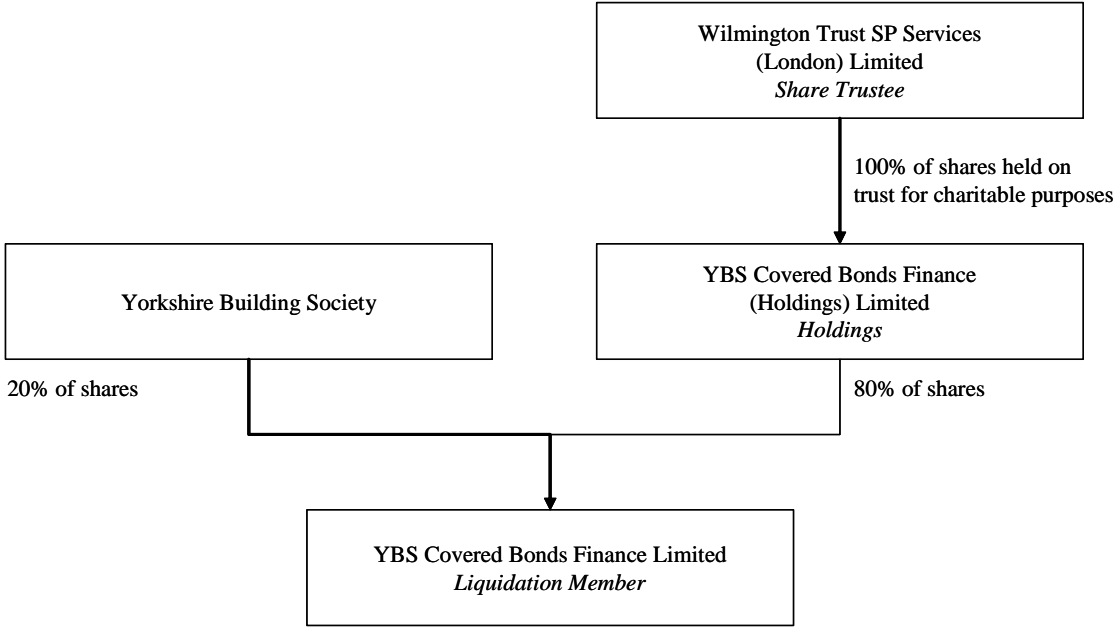 Wilmington Trust SP Services
(London) Limited
Share Trustee
100% of shares held on
trust for charitable purposes
Yorkshire Building Society
YBS Covered Bonds Finance
(Holdings) Limited
Holdings
20% of shares
80% of shares
YBS Covered Bonds Finance Limited
Liquidation Member